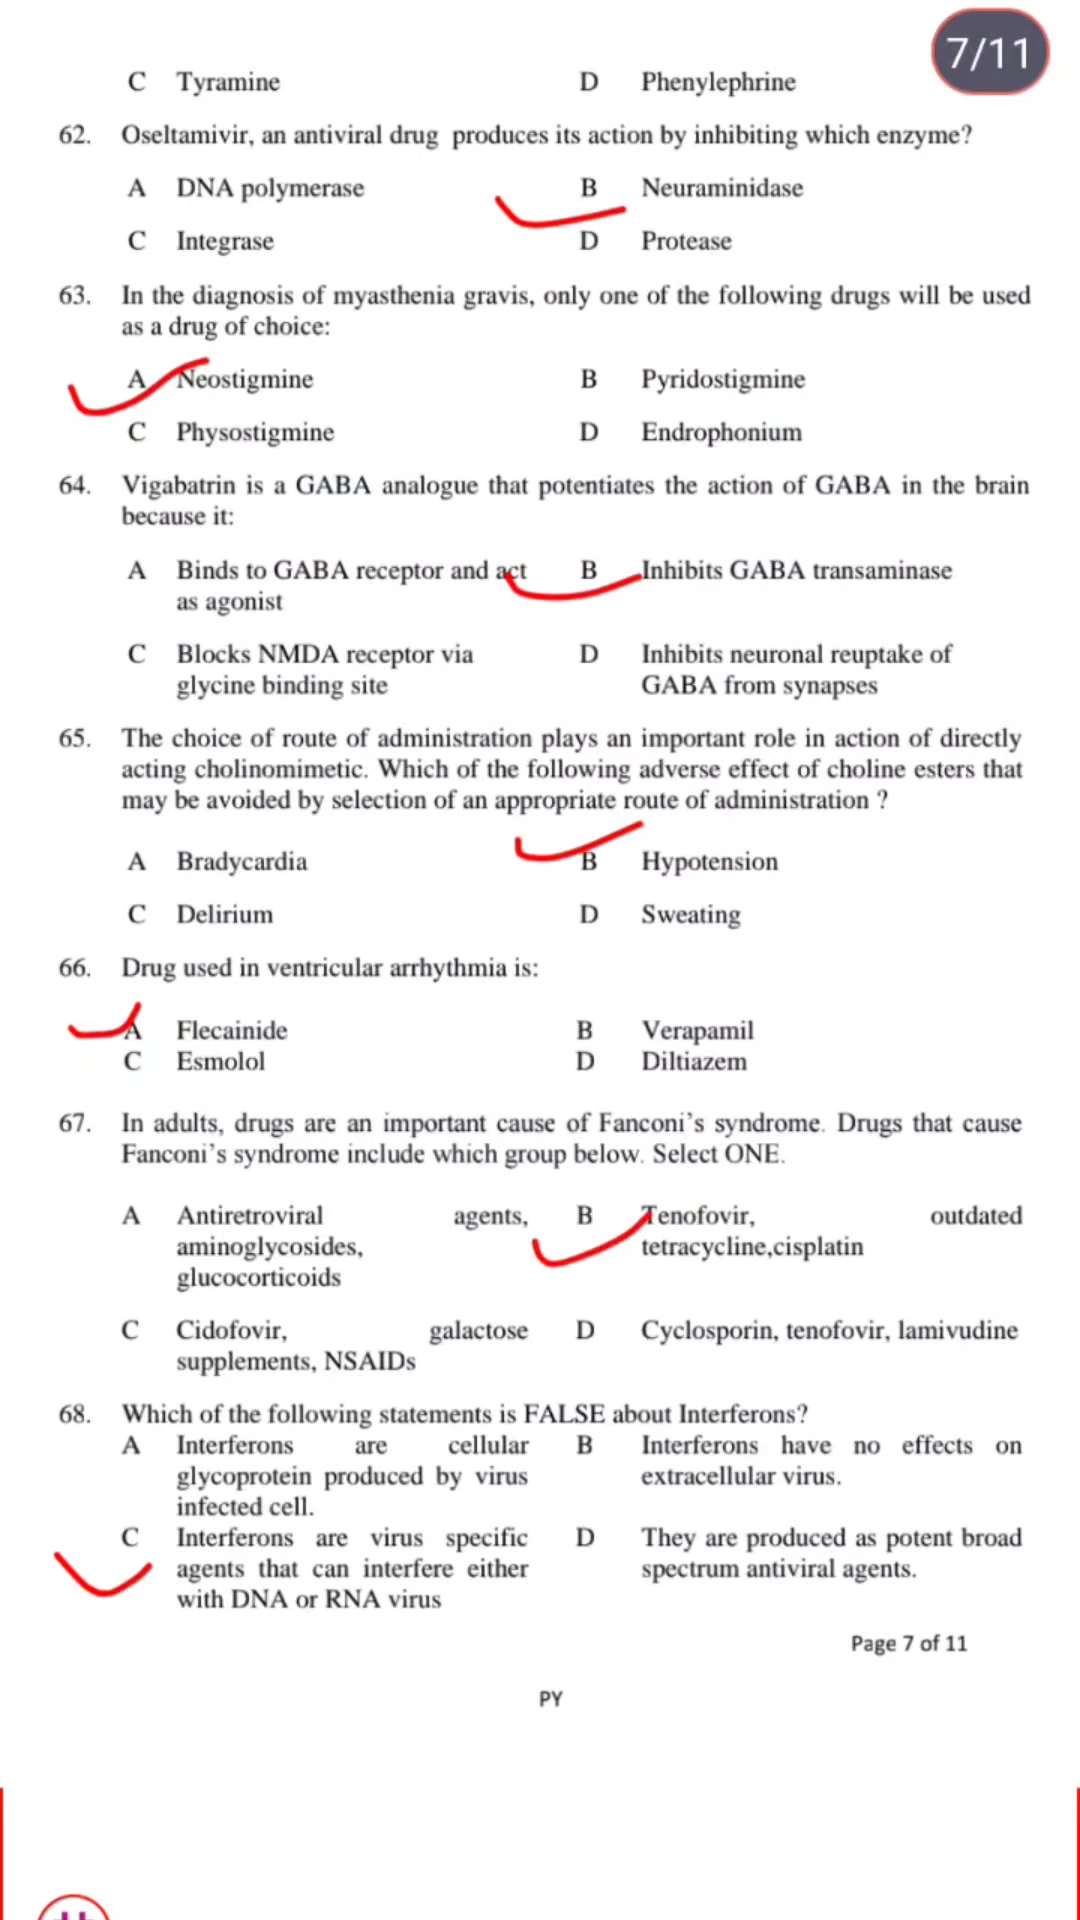 7/11
C Tyramine D Phenylephrine
62. Oseltamivir, an antiviral drug produces its action by inhibiting which enzyme?
A DNA polymerase B Neuraminidase
C Integrase D Protease
63. In the diagnosis of myasthenia gravis, only one of the following drugs will be used
as a drug of choice:
A Neostigmine B Pyridostigmine
C Physostigmine D Endrophonium
64. Vigabatrin is a GABA analogue that potentiates the action of GABA in the brain
because it:
A Binds to GABA receptor and act B Inhibits GABA transaminase
as agonist
C Blocks NMDA receptor via D Inhibits neuronal reuptake of
glycine binding site GABA from synapses
65. The choice of route of administration plays an important role in action of directly
acting cholinomimetic. Which of the following adverse effect of choline esters that
may be avoided by selection of an appropriate route of administration ?
A Bradycardia B Hypotension
C Delirium D Sweating
66. Drug used in ventricular arrhythmia is:
A Flecainide B Verapamil
C Esmolol D Diltiazem
67. In adults, drugs are an important cause of Fanconi’s syndrome. Drugs that cause
Fanconi’s syndrome include which group below. Select ONE.
A Antiretroviral agents, B Tenofovir, outdated
aminoglycosides, tetracycline,cisplatin
glucocorticoids
C Cidofovir, galactose D Cyclosporin, tenofovir, lamivudine
supplements, NSAIDs
68. Which of the following statements is FALSE about Interferons?
A Interferons are cellular B Interferons have no effects on
glycoprotein produced by virus extracellular virus.
infected cell.
C Interferons are virus specific D They are produced as potent broad
agents that can interfere either spectrum antiviral agents.
with DNA or RNA virus
Page 7 of 11
PY